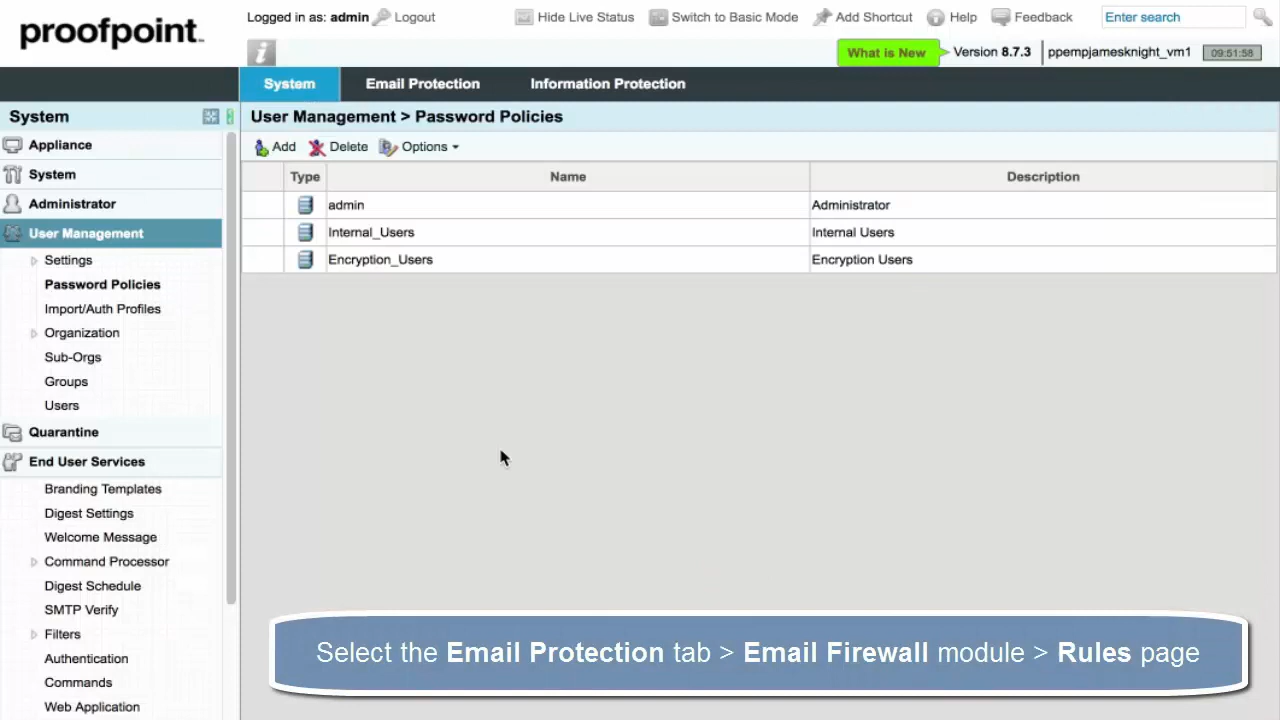 proofpoint™
Logged in as: admin Logout Hide Live Status Switch to Basic Mode Add Shortcut Help Feedback Enter search
i What is New Version 8.7.3 ppempjamesknight_vm1 09:51:58
System Email Protection Information Protection
System
User Management > Password Policies
Add Delete Options
Type Name Description
admin Administrator
Internal_Users Internal Users
Encryption_Users Encryption Users
Appliance
System
Administrator
User Management
Settings
Password Policies
Import/Auth Profiles
Organization
Sub-Orgs
Groups
Users
Quarantine
End User Services
Branding Templates
Digest Settings
Welcome Message
Command Processor
Digest Schedule
SMTP Verify
Filters
Authentication
Commands
Web Application
Select the Email Protection tab > Email Firewall module > Rules page